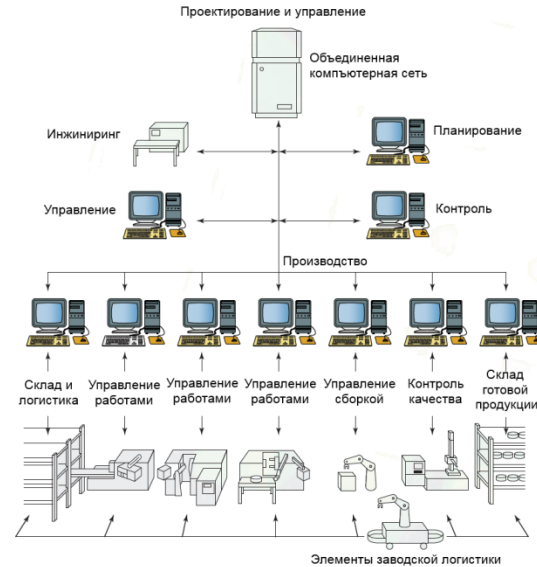 Проектирование и управление
Объединенная
компьютерная сеть
Инжиниринг
Планирование
Управление
Контроль
Производство
Склад и
логистика
Управление
работами
Управление
работами
Управление
работами
Управление
сборкой
Контроль
качества
Склад
готовой
продукции
Элементы заводской логистики